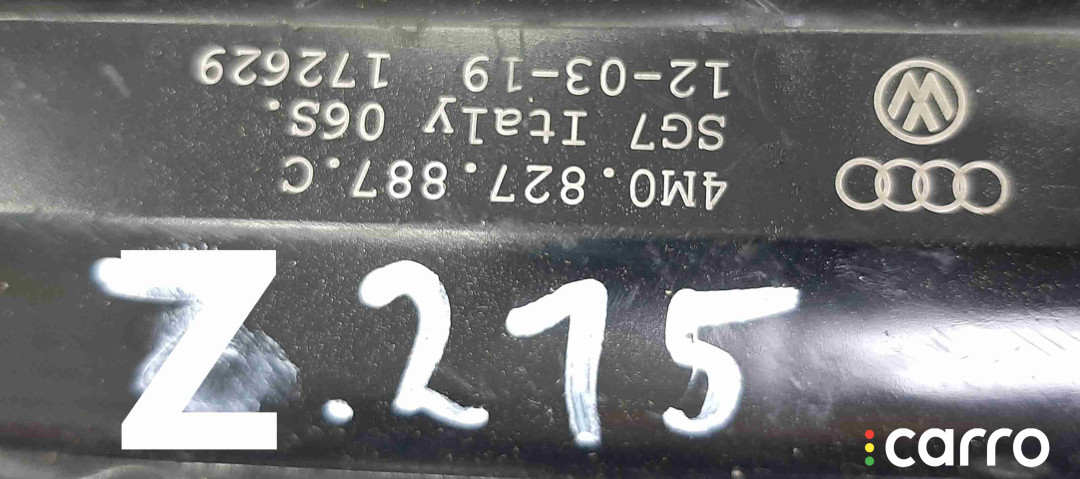 4M0.827.887.C
SG7 Italy 06S.
12-03-19 172629
Z.215
carro